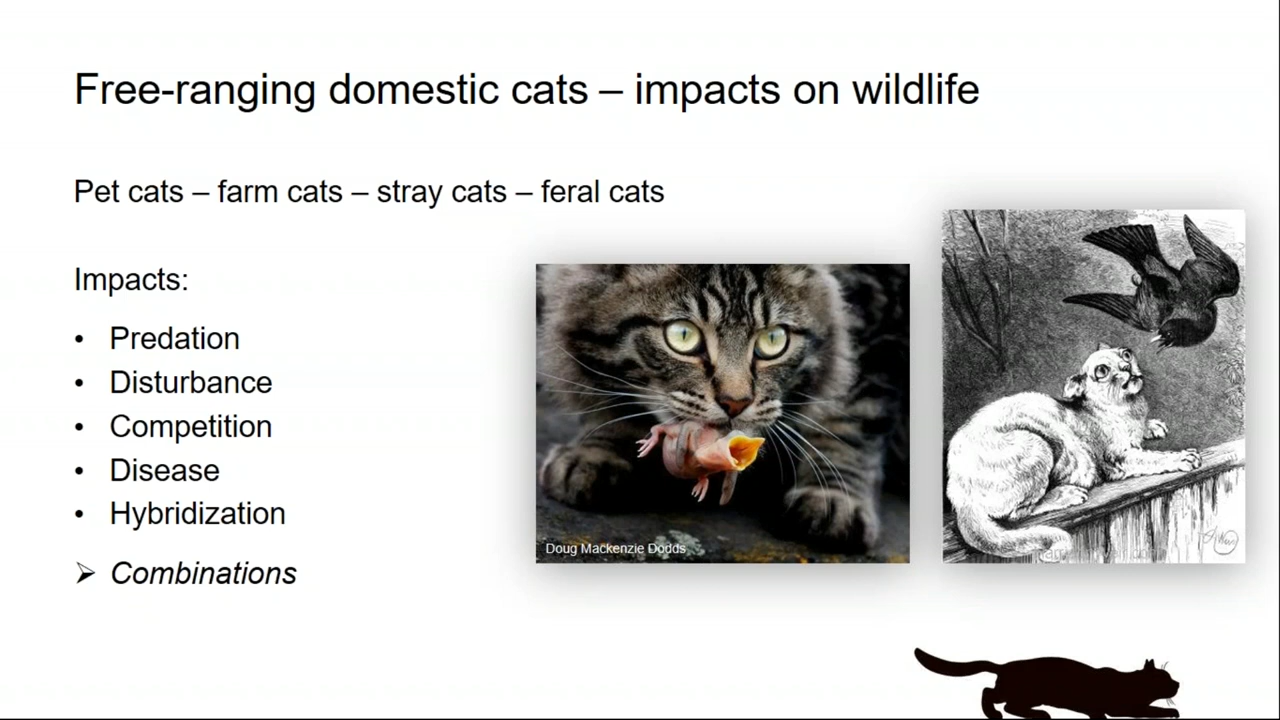 Free-ranging domestic cats – impacts on wildlife
Pet cats – farm cats – stray cats – feral cats
Impacts:
• Predation
• Disturbance
• Competition
• Disease
• Hybridization
➢ Combinations
Doug Mackenzie Dodds